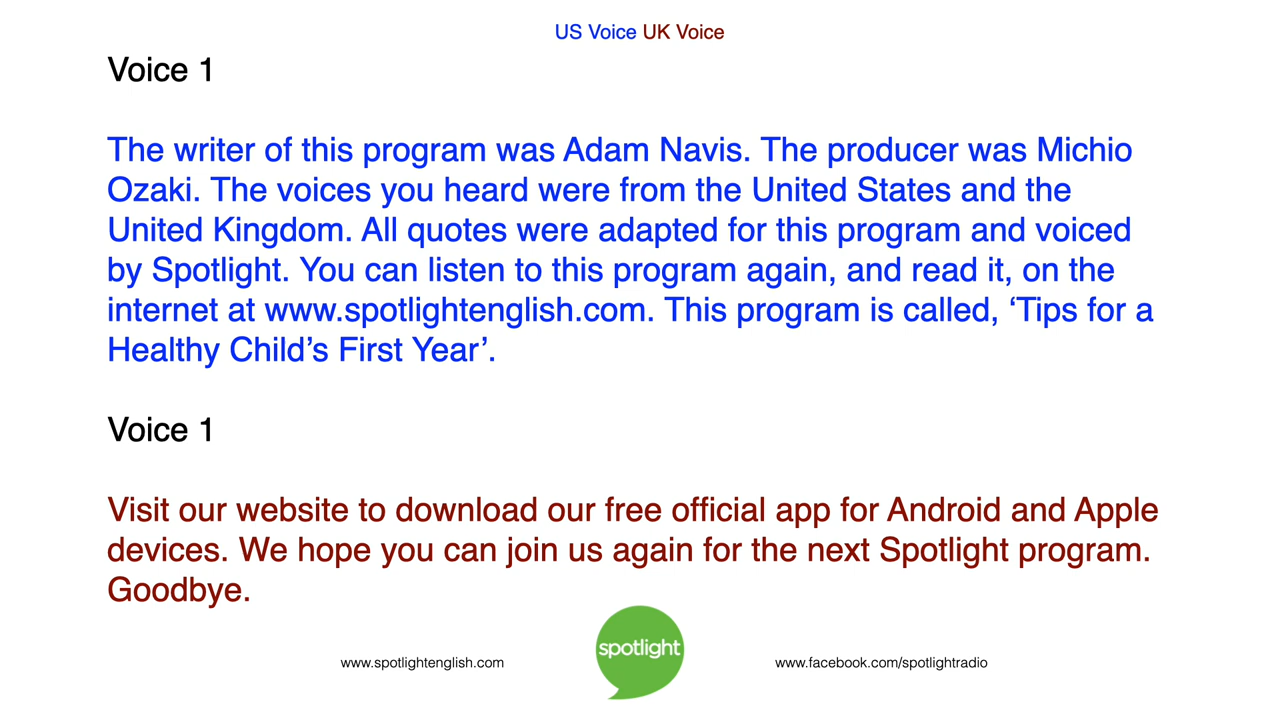 US Voice UK Voice
Voice 1
The writer of this program was Adam Navis. The producer was Michio
Ozaki. The voices you heard were from the United States and the
United Kingdom. All quotes were adapted for this program and voiced
by Spotlight. You can listen to this program again, and read it, on the
internet at www.spotlightenglish.com. This program is called, ‘Tips for a
Healthy Child’s First Year’.
Voice 1
Visit our website to download our free official app for Android and Apple
devices. We hope you can join us again for the next Spotlight program.
Goodbye.
spotlight
www.spotlightenglish.com
www.facebook.com/spotlightradio